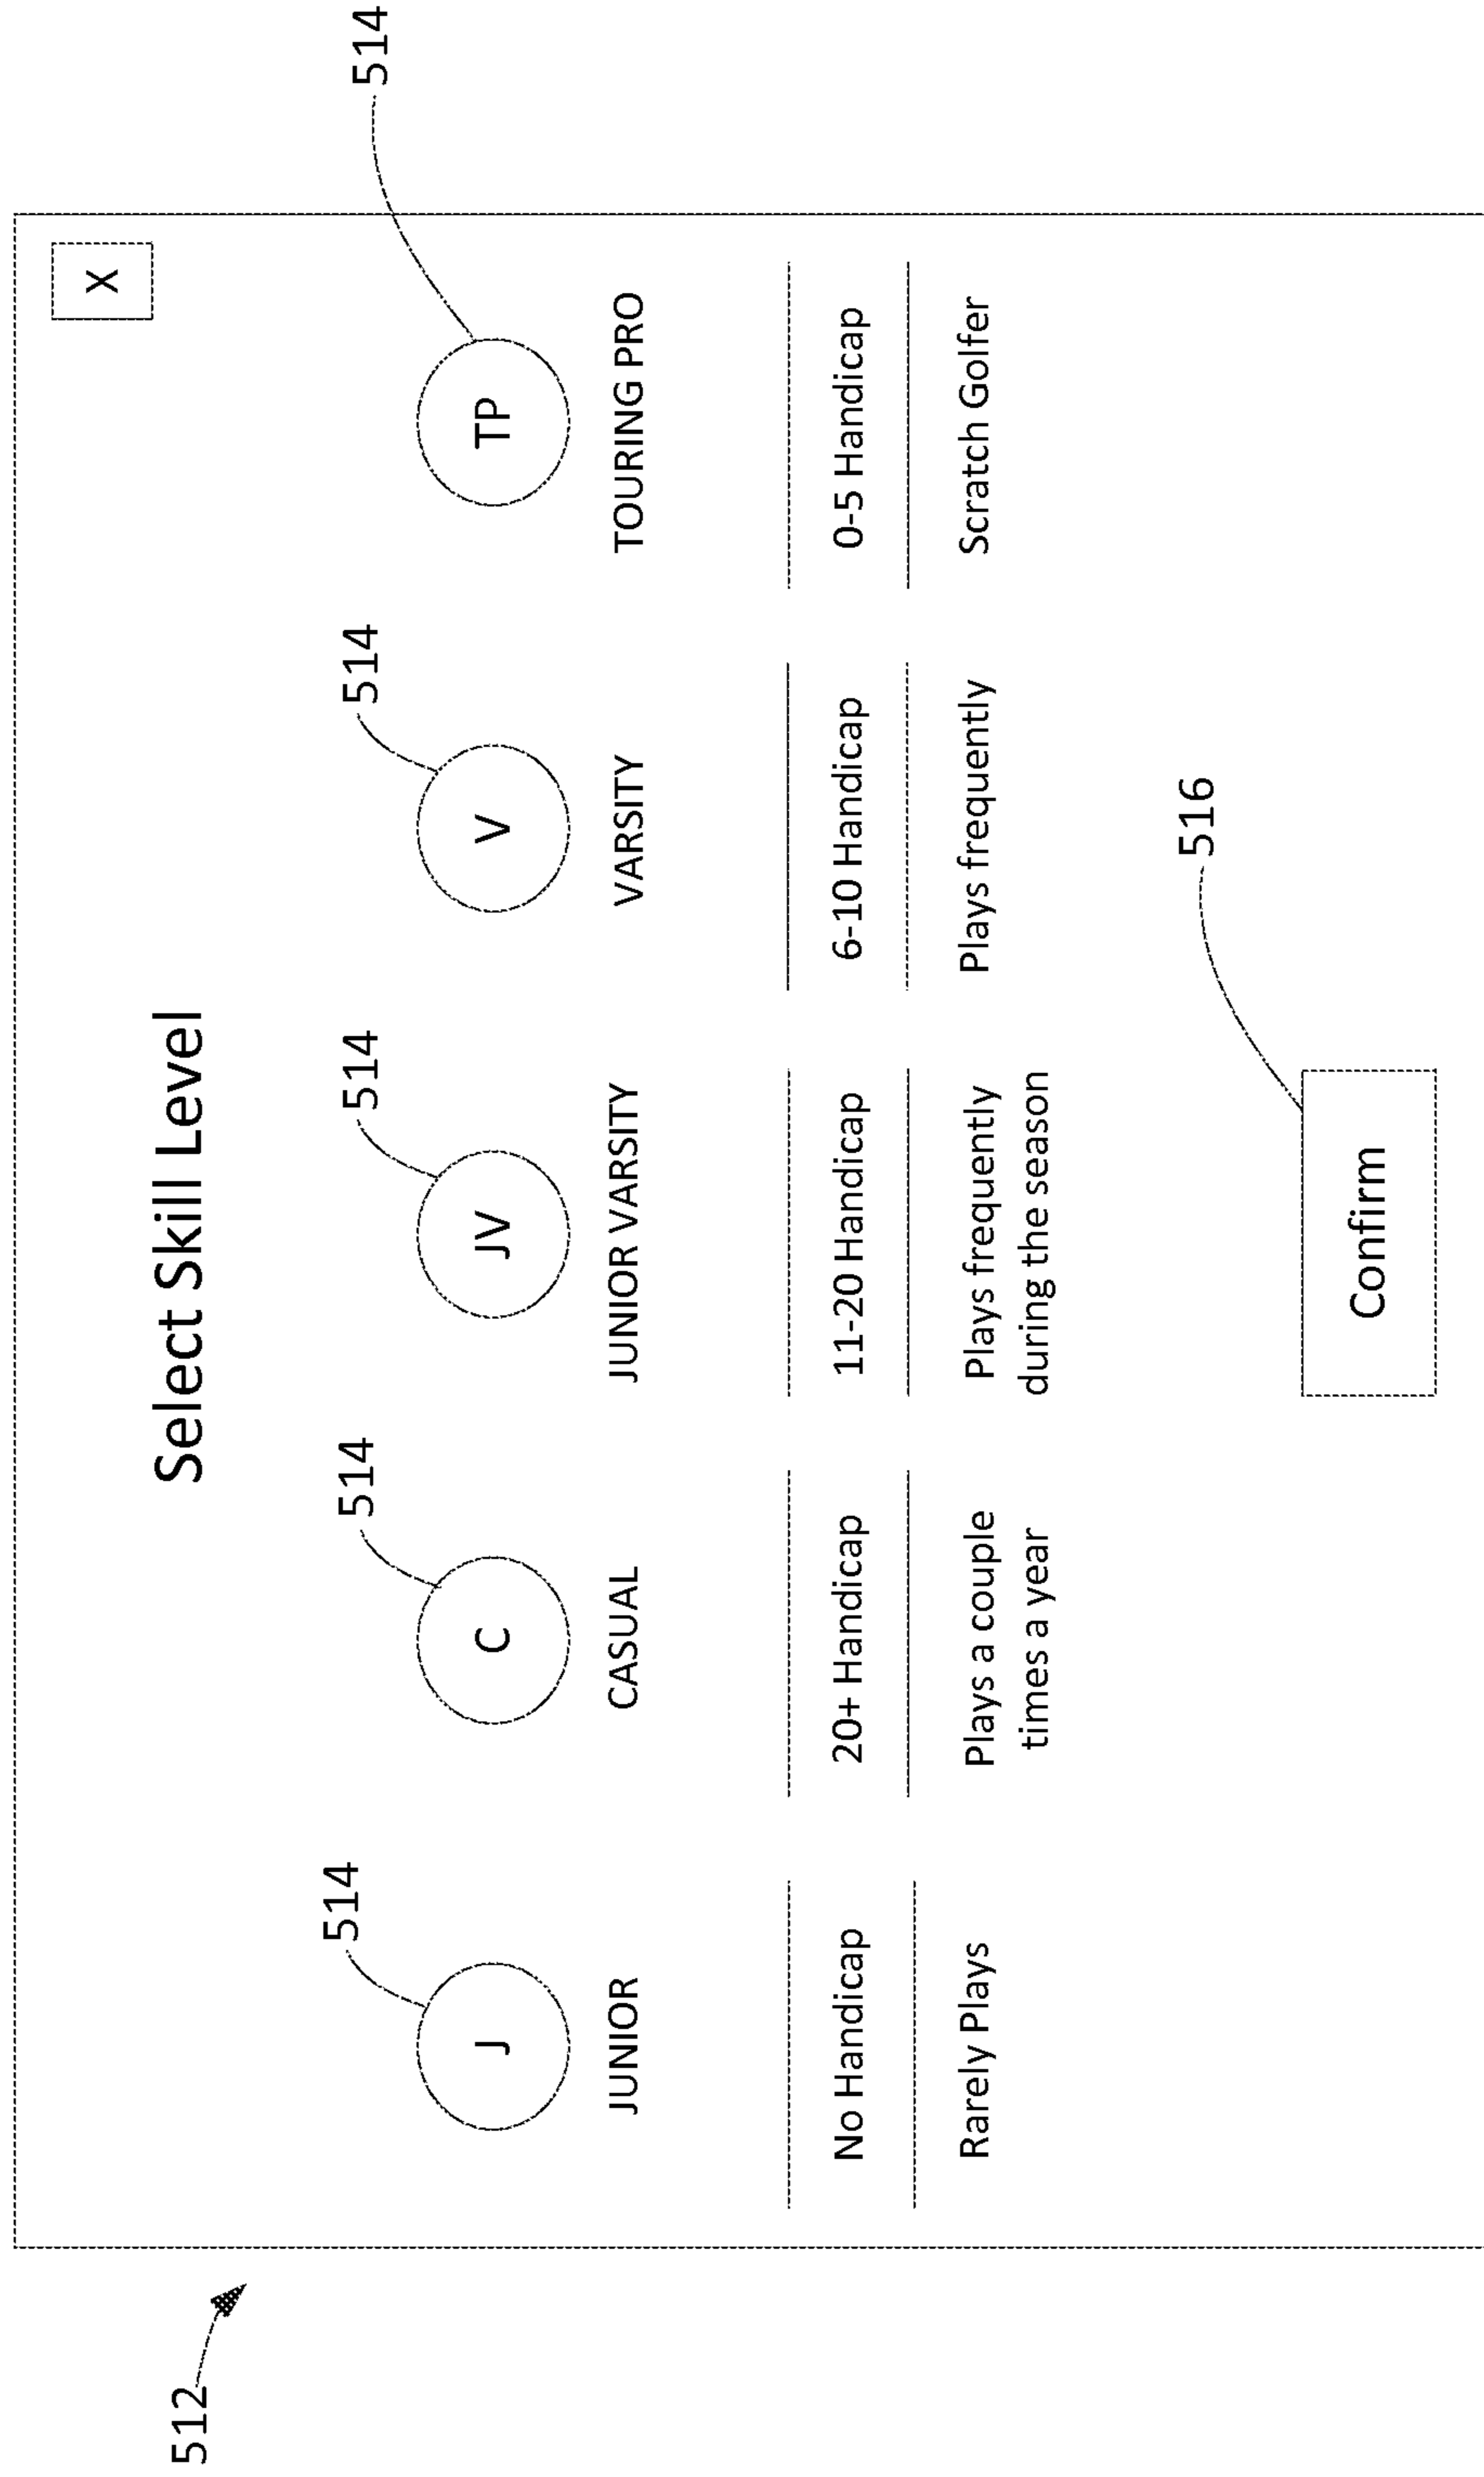 512
Select Skill Level
X
514
514
514
514
514
J
C
JV
V
TP
JUNIOR
CASUAL
JUNIOR VARSITY
VARSITY
TOURING PRO
No Handicap
20+ Handicap
11-20 Handicap
6-10 Handicap
0-5 Handicap
Rarely Plays
Plays a couple
times a year
Plays frequently
during the season
Plays frequently
Scratch Golfer
516
Confirm